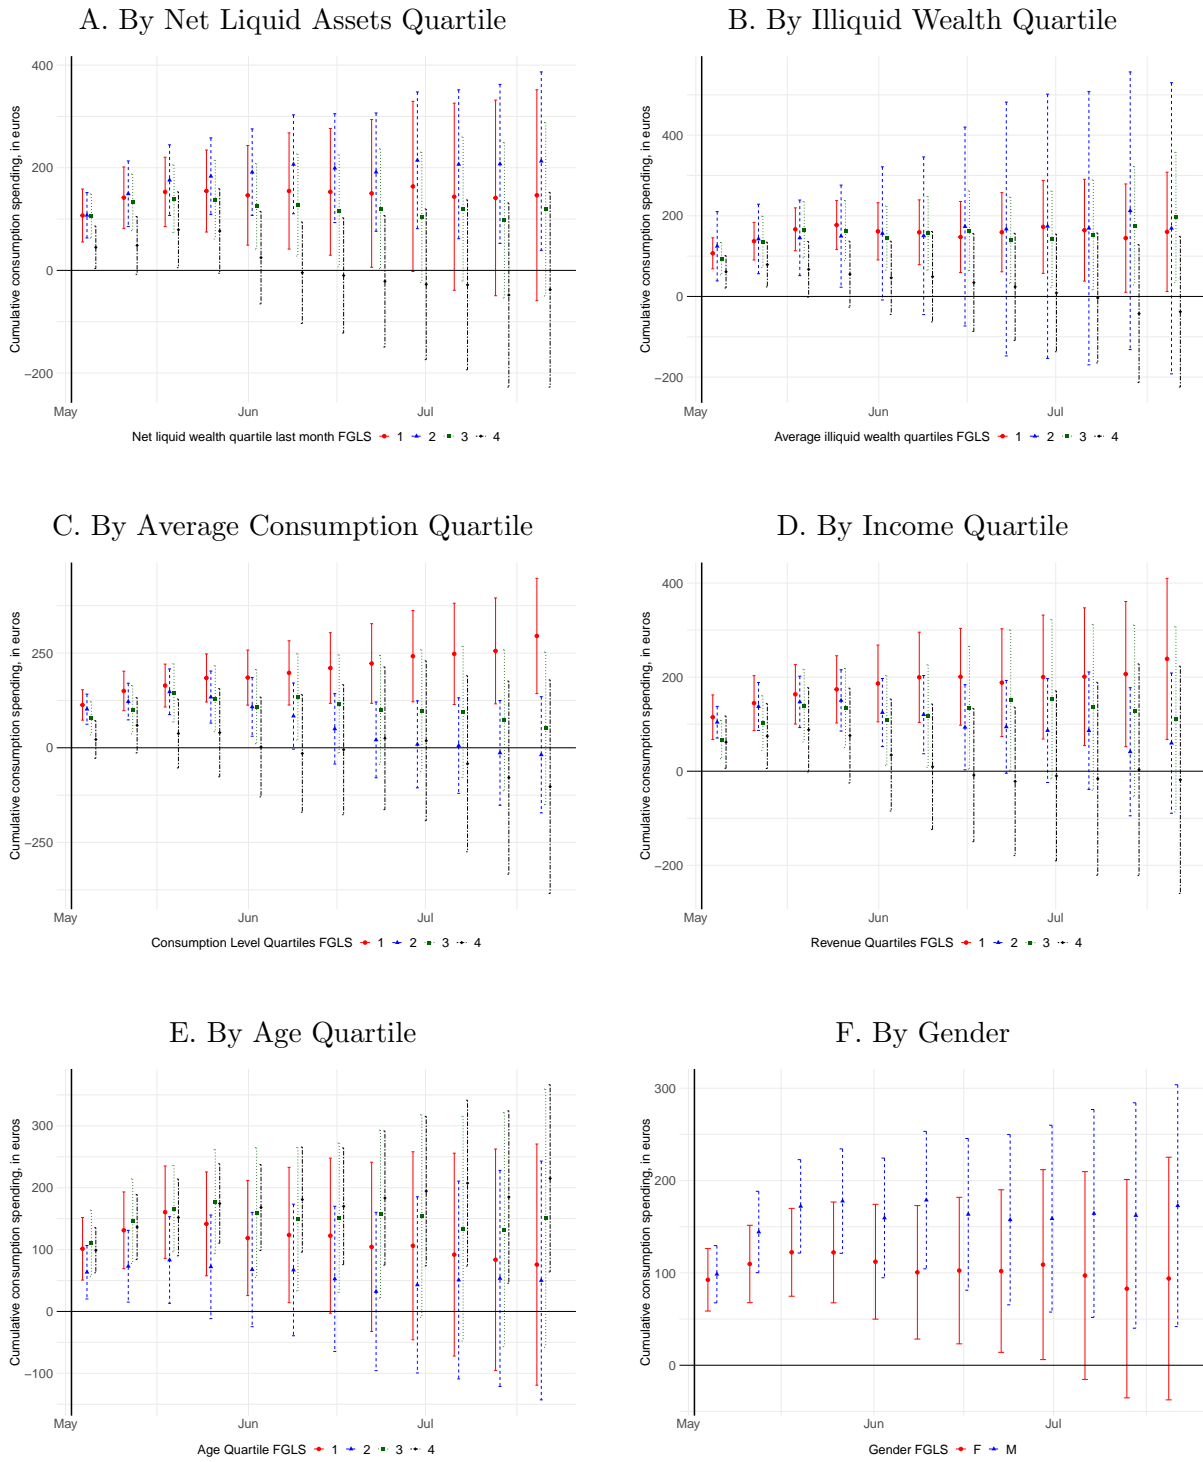 A. By Net Liquid Assets Quartile
Cumulative consumption spending, in euros
400
200
0
−200
May
Jun
Jul
Net liquid wealth quartile last month FGLS 1 2 3 4
B. By Illiquid Wealth Quartile
Cumulative consumption spending, in euros
400
200
0
−200
May
Jun
Jul
Average illiquid wealth quartiles FGLS 1 2 3 4
C. By Average Consumption Quartile
Cumulative consumption spending, in euros
250
0
−250
May
Jun
Jul
Consumption Level Quartiles FGLS 1 2 3 4
D. By Income Quartile
Cumulative consumption spending, in euros
400
200
0
−200
May
Jun
Jul
Revenue Quartiles FGLS 1 2 3 4
E. By Age Quartile
Cumulative consumption spending, in euros
300
200
100
0
−100
May
Jun
Jul
Age Quartile FGLS 1 2 3 4
F. By Gender
Cumulative consumption spending, in euros
300
200
100
0
May
Jun
Jul
Gender FGLS F M